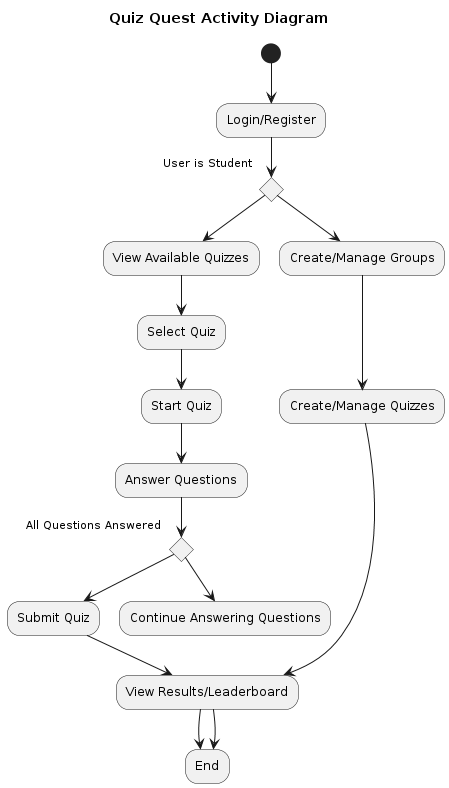 Quiz Quest Activity Diagram
Login/Register
User is Student
View Available Quizzes
Create/Manage Groups
Select Quiz
Start Quiz
Create/Manage Quizzes
Answer Questions
All Questions Answered
Submit Quiz
Continue Answering Questions
View Results/Leaderboard
End